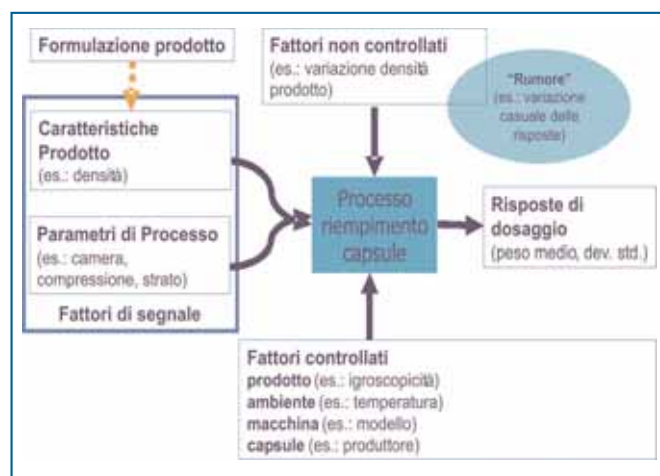 Formulazione prodotto
Fattori non controllati
(es.: variazione densità
prodotto)
“Rumore”
(es.: variazione
casuale delle
risposte)
Caratteristiche
Prodotto
(es.: densità)
Parametri di Processo
(es.: camera,
compressione, strato)
Fattori di segnale
Processo
riempimento
capsule
Risposte di
dosaggio
(peso medio, dev. std.)
Fattori controllati
prodotto (es.: igroscopicità)
ambiente (es.: temperatura)
macchina (es.: modello)
capsule (es.: produttore)